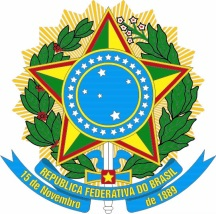 REPÚBLICA FEDERATIVA DO BRASIL
15 de Novembro
de 1889